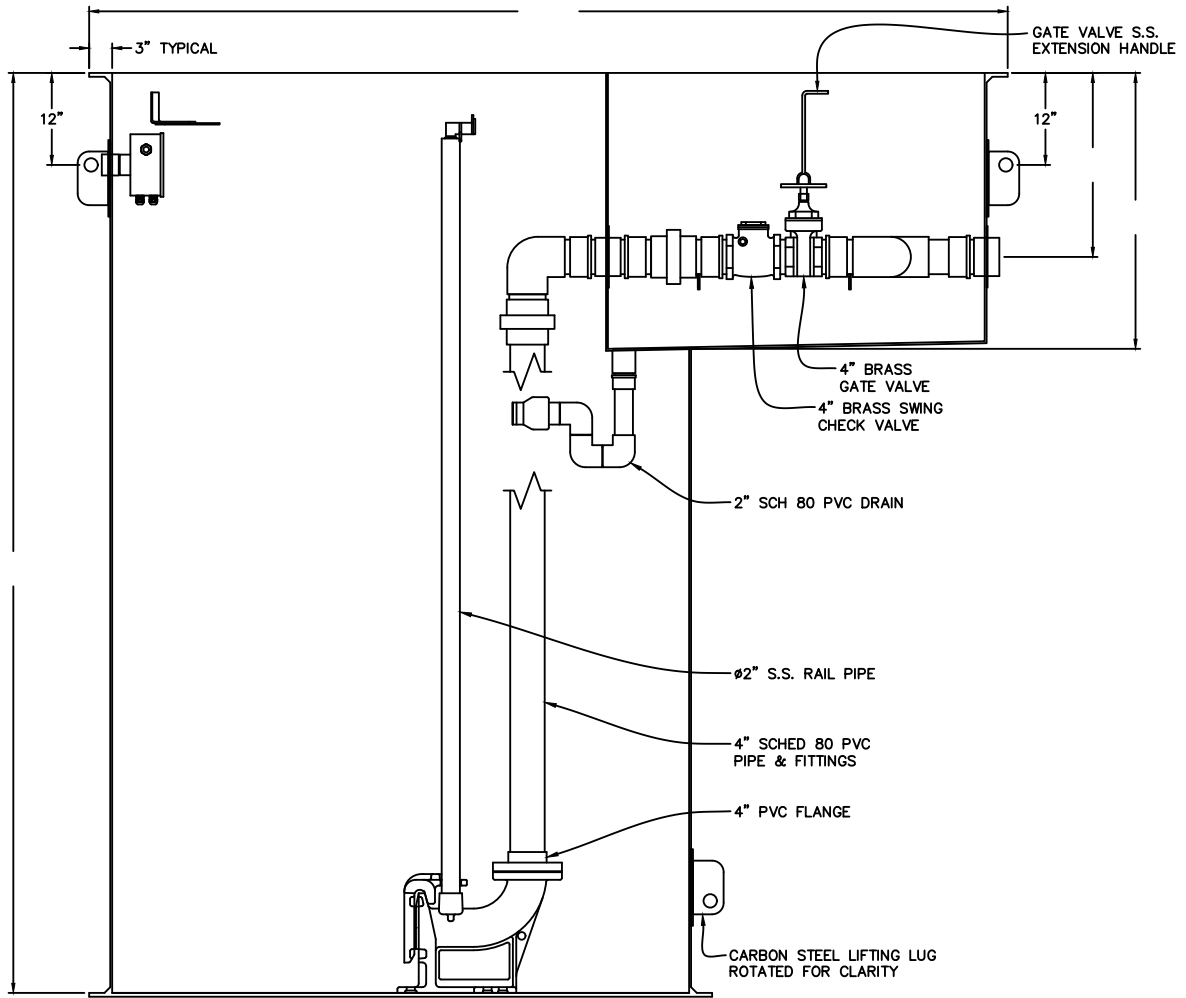 3" TYPICAL
GATE VALVE S.S.
EXTENSION HANDLE
12"
12"
4" BRASS
GATE VALVE
4" BRASS SWING
CHECK VALVE
2" SCH 80 PVC DRAIN
ø2" S.S. RAIL PIPE
4" SCHED 80 PVC
PIPE & FITTINGS
4" PVC FLANGE
CARBON STEEL LIFTING LUG
ROTATED FOR CLARITY